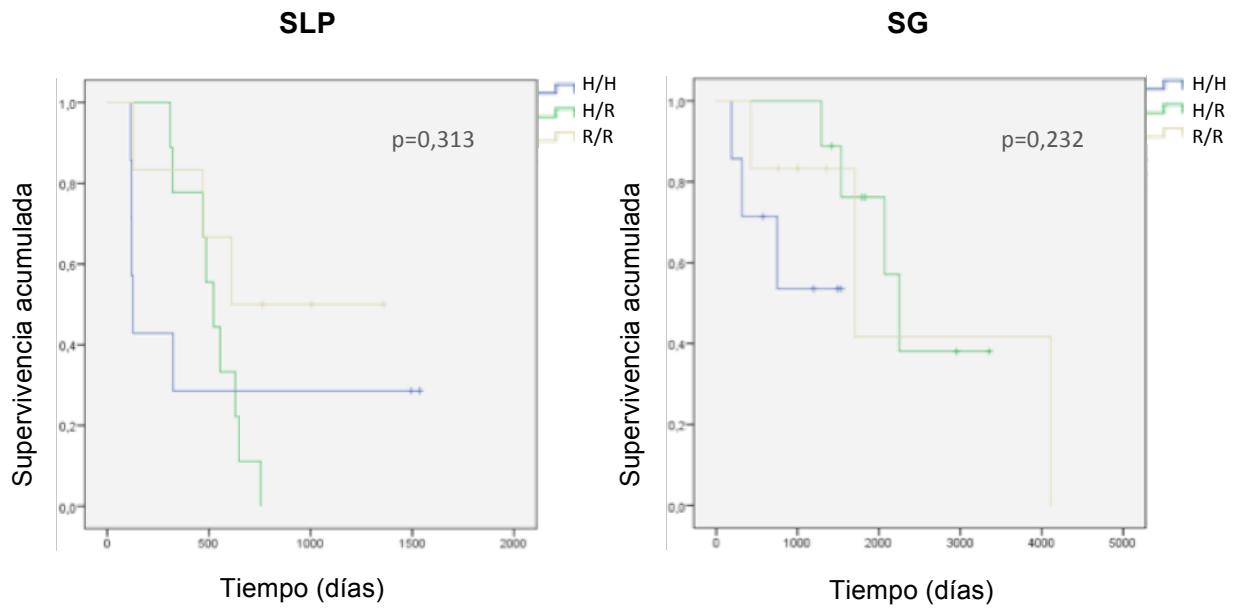 SLP
Supervivencia acumulada
1,0
0,8
0,6
0,4
0,2
0,0
p=0,313
H/H
H/R
R/R
0 500 1000 1500 2000
Tiempo (días)
SG
Supervivencia acumulada
1,0
0,8
0,6
0,4
0,2
0,0
p=0,232
H/H
H/R
R/R
0 1000 2000 3000 4000 5000
Tiempo (días)